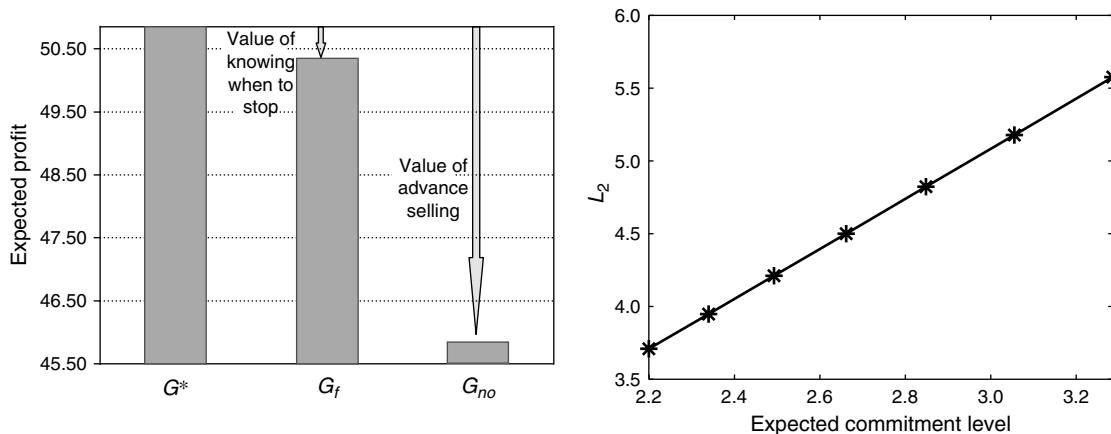 50.50
49.50
48.50
47.50
46.50
45.50
Expected profit
Value of
knowing
when to
stop
Value of
advance
selling
G*
G_f
G_no
6.0
5.5
5.0
4.5
4.0
3.5
L_2
2.2
2.4
2.6
2.8
3.0
3.2
Expected commitment level